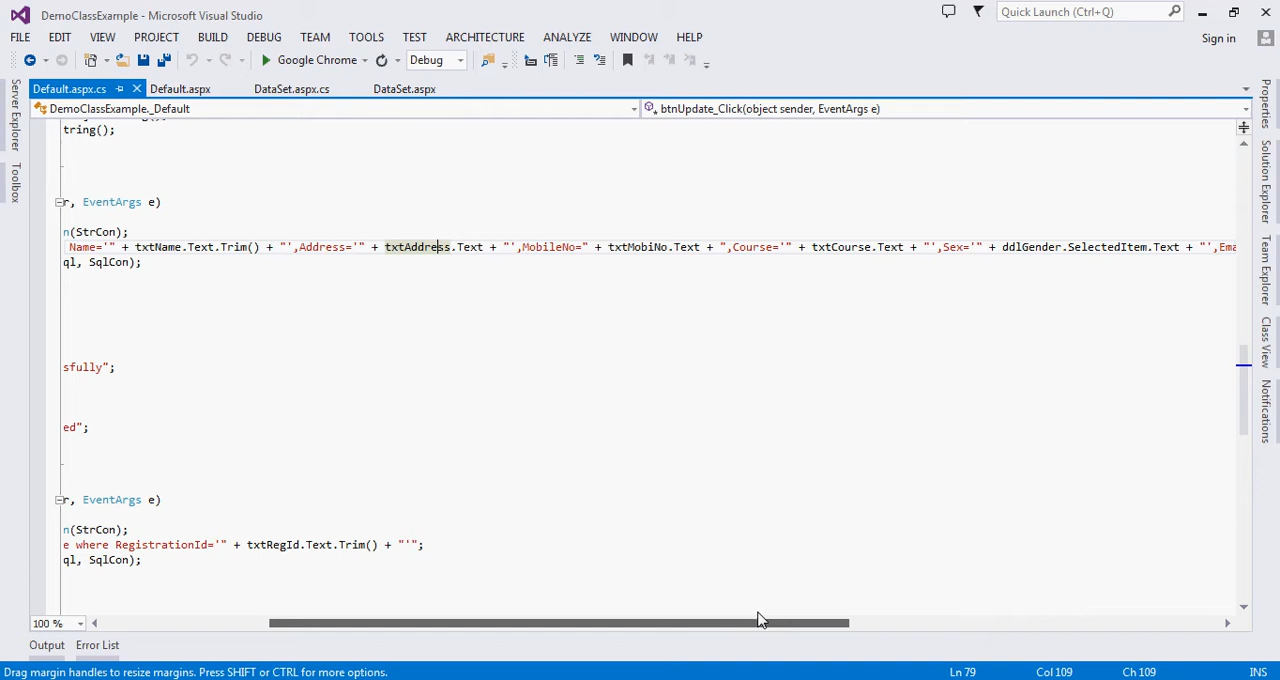 DemoClassExample - Microsoft Visual Studio
Quick Launch (Ctrl+Q)
FILE EDIT VIEW PROJECT BUILD DEBUG TEAM TOOLS TEST ARCHITECTURE ANALYZE WINDOW HELP
Sign in
Google Chrome Debug
Default.aspx.cs Default.aspx DataSet.aspx.cs DataSet.aspx
DemoClassExample._Default btnUpdate_Click(object sender, EventArgs e)
tring();
r, EventArgs e)
n(StrCon);
Name='" + txtName.Text.Trim() + "',Address='" + txtAddress.Text + "',MobileNo=" + txtMobiNo.Text + ",Course='" + txtCourse.Text + "',Sex='" + ddlGender.SelectedItem.Text + "',Ema
ql, SqlCon);
sfully";
ed";
r, EventArgs e)
n(StrCon);
e where RegistrationId='" + txtRegId.Text.Trim() + "'";
ql, SqlCon);
100 %
Output Error List
Drag margin handles to resize margins. Press SHIFT or CTRL for more options. Ln 79 Col 109 Ch 109 INS
Server Explorer
Toolbox
Properties
Solution Explorer
Team Explorer
Class View
Notifications